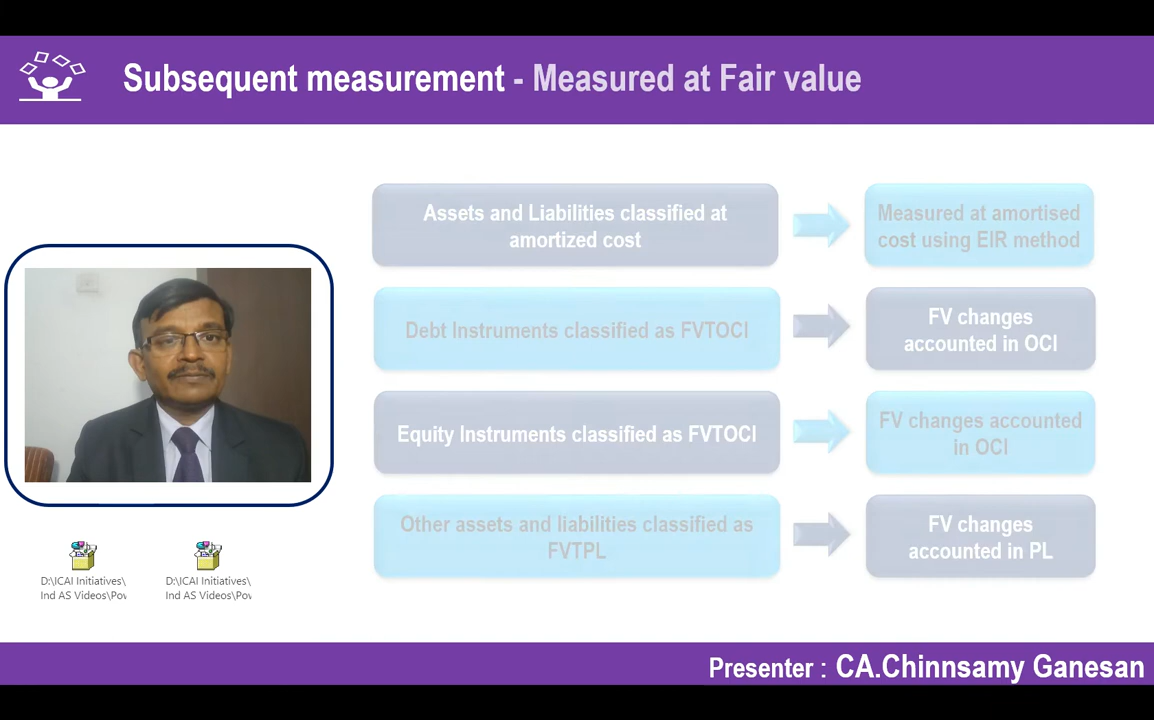 Subsequent measurement - Measured at Fair value
Assets and Liabilities classified at
amortized cost
Measured at amortised
cost using EIR method
Debt Instruments classified as FVTOCI
FV changes
accounted in OCI
Equity Instruments classified as FVTOCI
FV changes accounted
in OCI
Other assets and liabilities classified as
FVTPL
FV changes
accounted in PL
D:\ICAI Initiatives\
Ind AS Videos\Pov
D:\ICAI Initiatives\
Ind AS Videos\Pov
Presenter : CA.Chinnsamy Ganesan